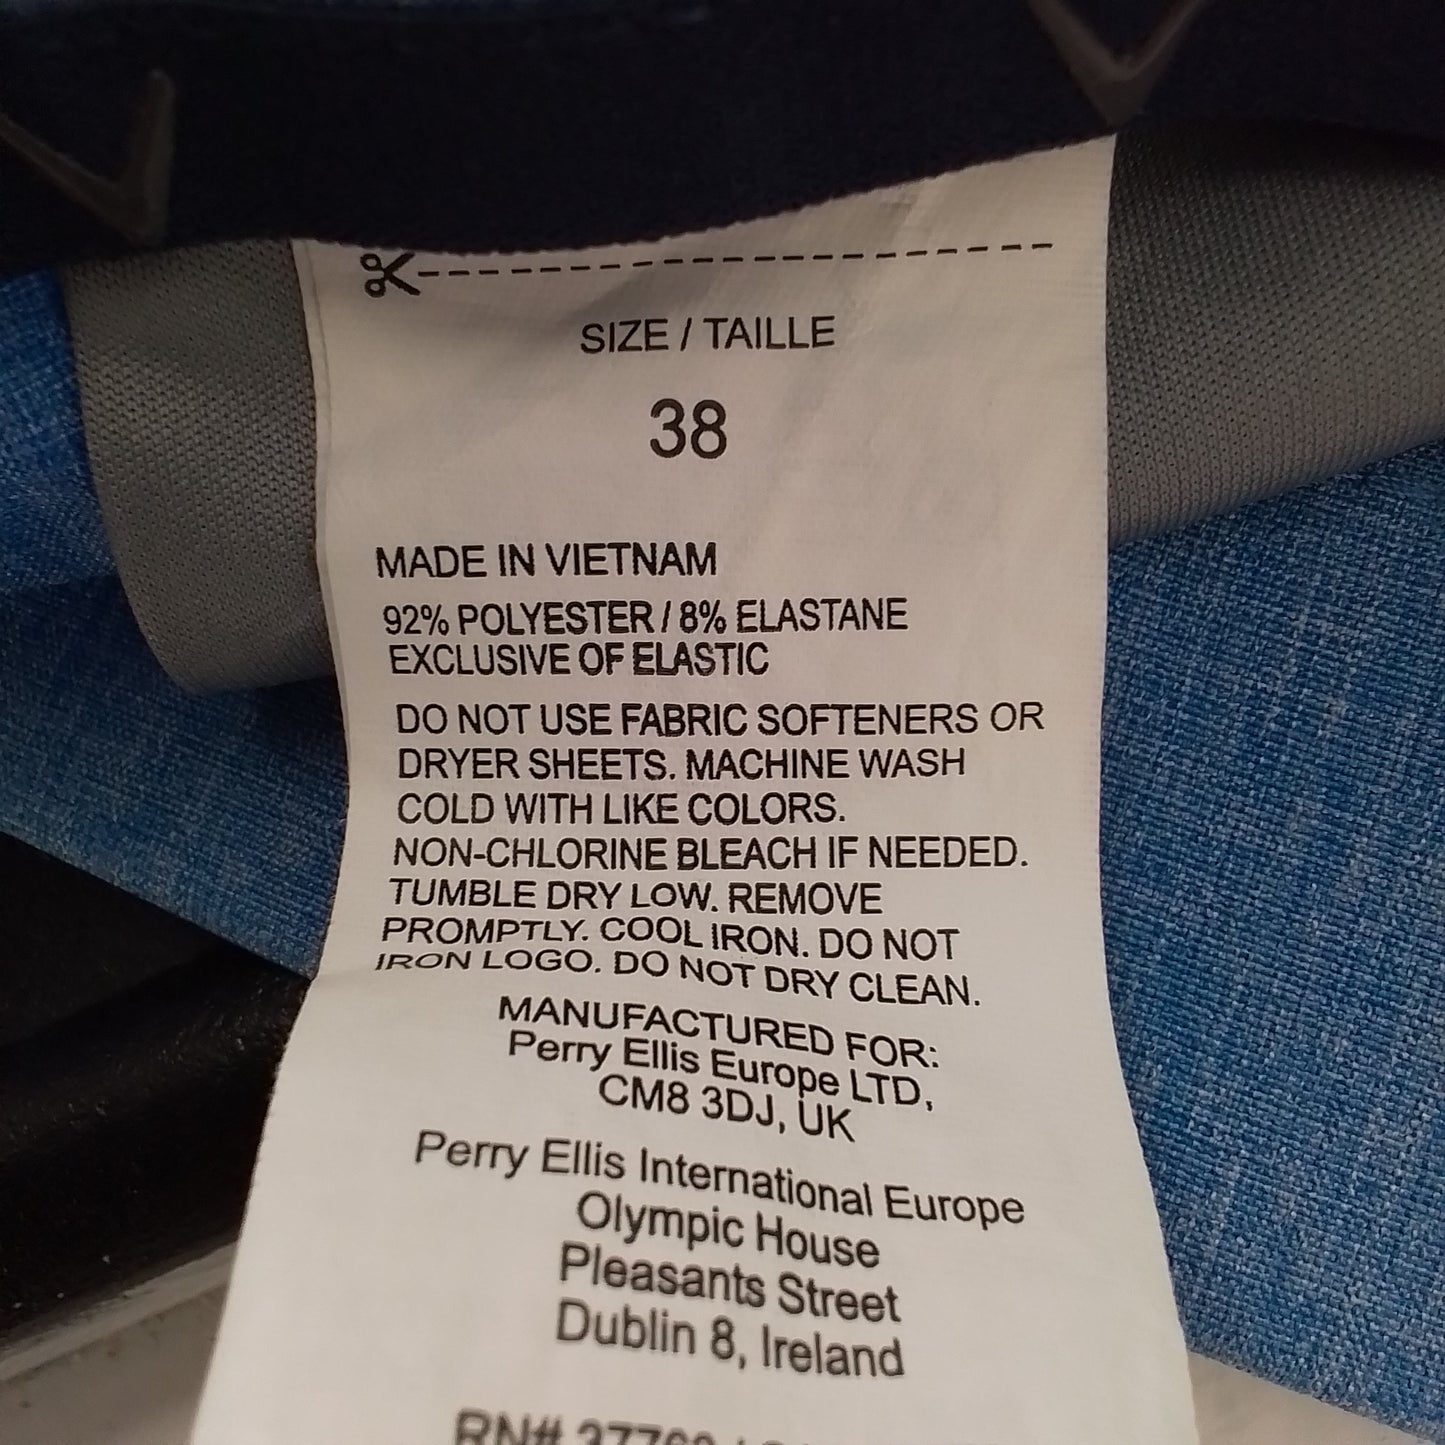 SIZE / TAILLE
38
MADE IN VIETNAM
92% POLYESTER / 8% ELASTANE
EXCLUSIVE OF ELASTIC
DO NOT USE FABRIC SOFTENERS OR
DRYER SHEETS. MACHINE WASH
COLD WITH LIKE COLORS.
NON-CHLORINE BLEACH IF NEEDED.
TUMBLE DRY LOW. REMOVE
PROMPTLY. COOL IRON. DO NOT
IRON LOGO. DO NOT DRY CLEAN.
MANUFACTURED FOR:
Perry Ellis Europe LTD,
CM8 3DJ, UK
Perry Ellis International Europe
Olympic House
Pleasants Street
Dublin 8, Ireland
RN#